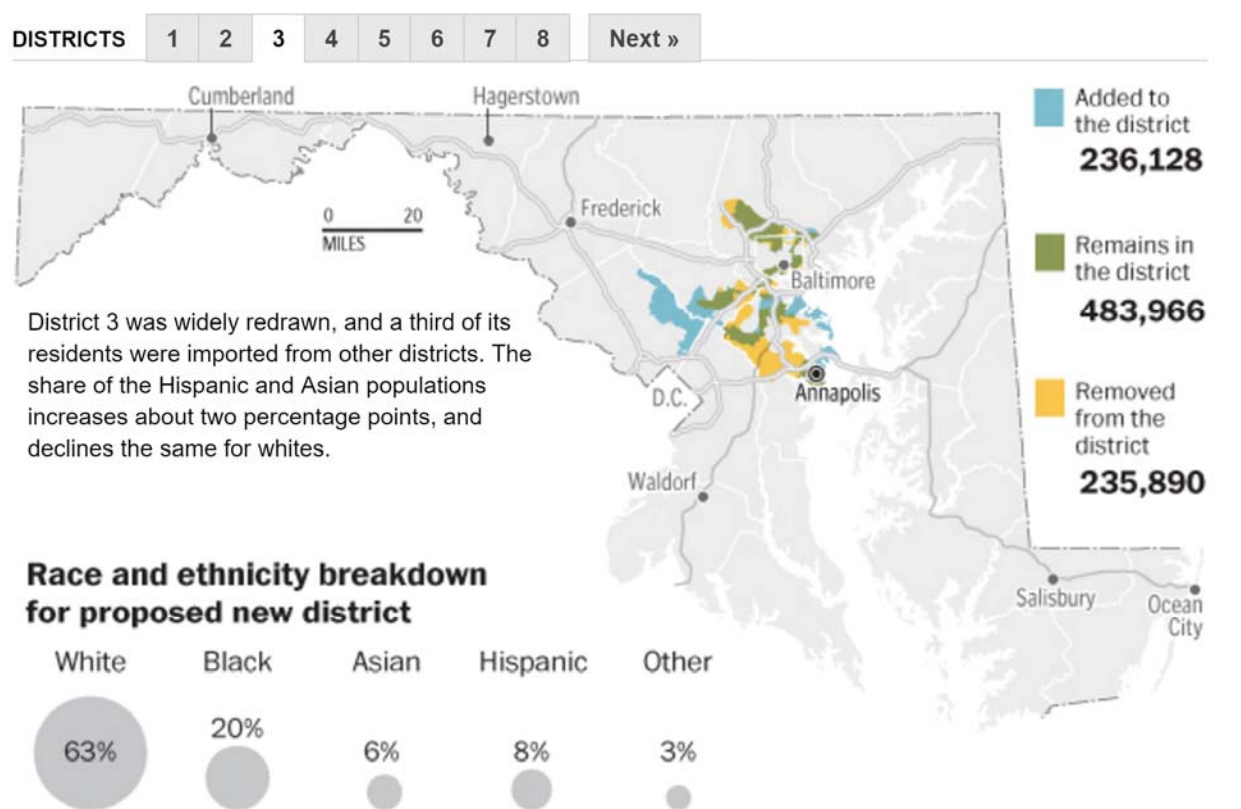 DISTRICTS 1 2 3 4 5 6 7 8 Next »
Cumberland
Hagerstown
Frederick
0 20
MILES
Baltimore
D.C.
Annapolis
Waldorf
Salisbury
Ocean
City
Added to
the district
236,128
Remains in
the district
483,966
Removed
from the
district
235,890
District 3 was widely redrawn, and a third of its
residents were imported from other districts. The
share of the Hispanic and Asian populations
increases about two percentage points, and
declines the same for whites.
Race and ethnicity breakdown
for proposed new district
White Black Asian Hispanic Other
63% 20% 6% 8% 3%